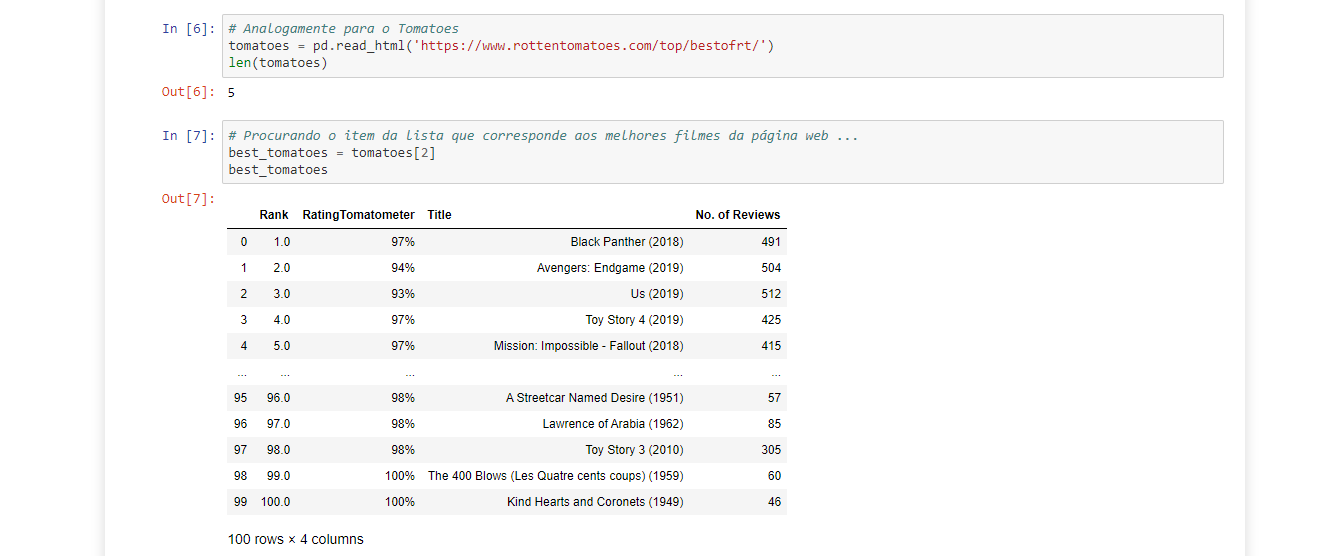 In [6]: # Analogamente para o Tomatoes
tomatoes = pd.read_html('https://www.rottentomatoes.com/top/bestofrt/')
len(tomatoes)
Out[6]: 5
In [7]: # Procurando o item da lista que corresponde aos melhores filmes da página web ...
best_tomatoes = tomatoes[2]
best_tomatoes
Out[7]:
Rank RatingTomatometer Title No. of Reviews
0 1.0 97% Black Panther (2018) 491
1 2.0 94% Avengers: Endgame (2019) 504
2 3.0 93% Us (2019) 512
3 4.0 97% Toy Story 4 (2019) 425
4 5.0 97% Mission: Impossible - Fallout (2018) 415
... ... ... ... ...
95 96.0 98% A Streetcar Named Desire (1951) 57
96 97.0 98% Lawrence of Arabia (1962) 85
97 98.0 98% Toy Story 3 (2010) 305
98 99.0 100% The 400 Blows (Les Quatre cents coups) (1959) 60
99 100.0 100% Kind Hearts and Coronets (1949) 46
100 rows × 4 columns